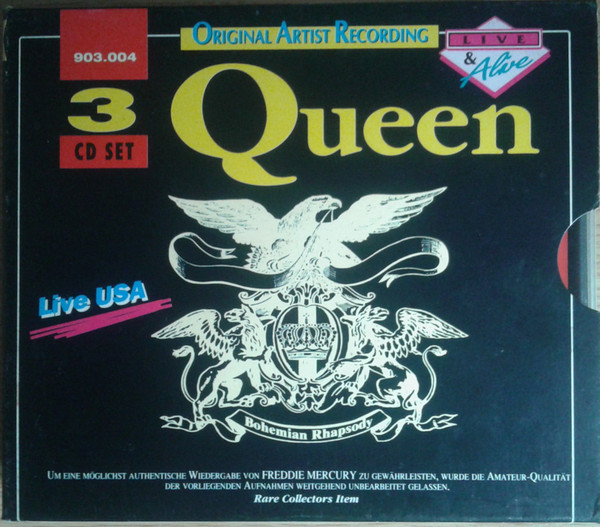 ORIGINAL ARTIST RECORDING
LIVE
& Alive
903.004
3
CD SET
Queen
Live USA
Bohemian Rhapsody
UM EINE MÖGLICHST AUTHENTISCHE WIEDERGABE VON FREDDIE MERCURY ZU GEWÄHRLEISTEN, WURDE DIE AMATEUR-QUALITÄT
DER VORLIEGENDEN AUFNAHMEN WEITGEHEND UNBEARBEITET GELASSEN.
Rare Collectors Item